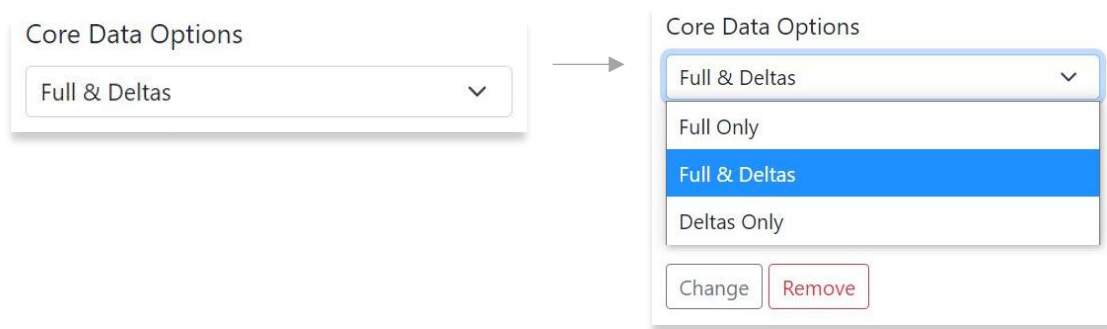 Core Data Options
Full & Deltas
Core Data Options
Full & Deltas
Full Only
Full & Deltas
Deltas Only
Change Remove